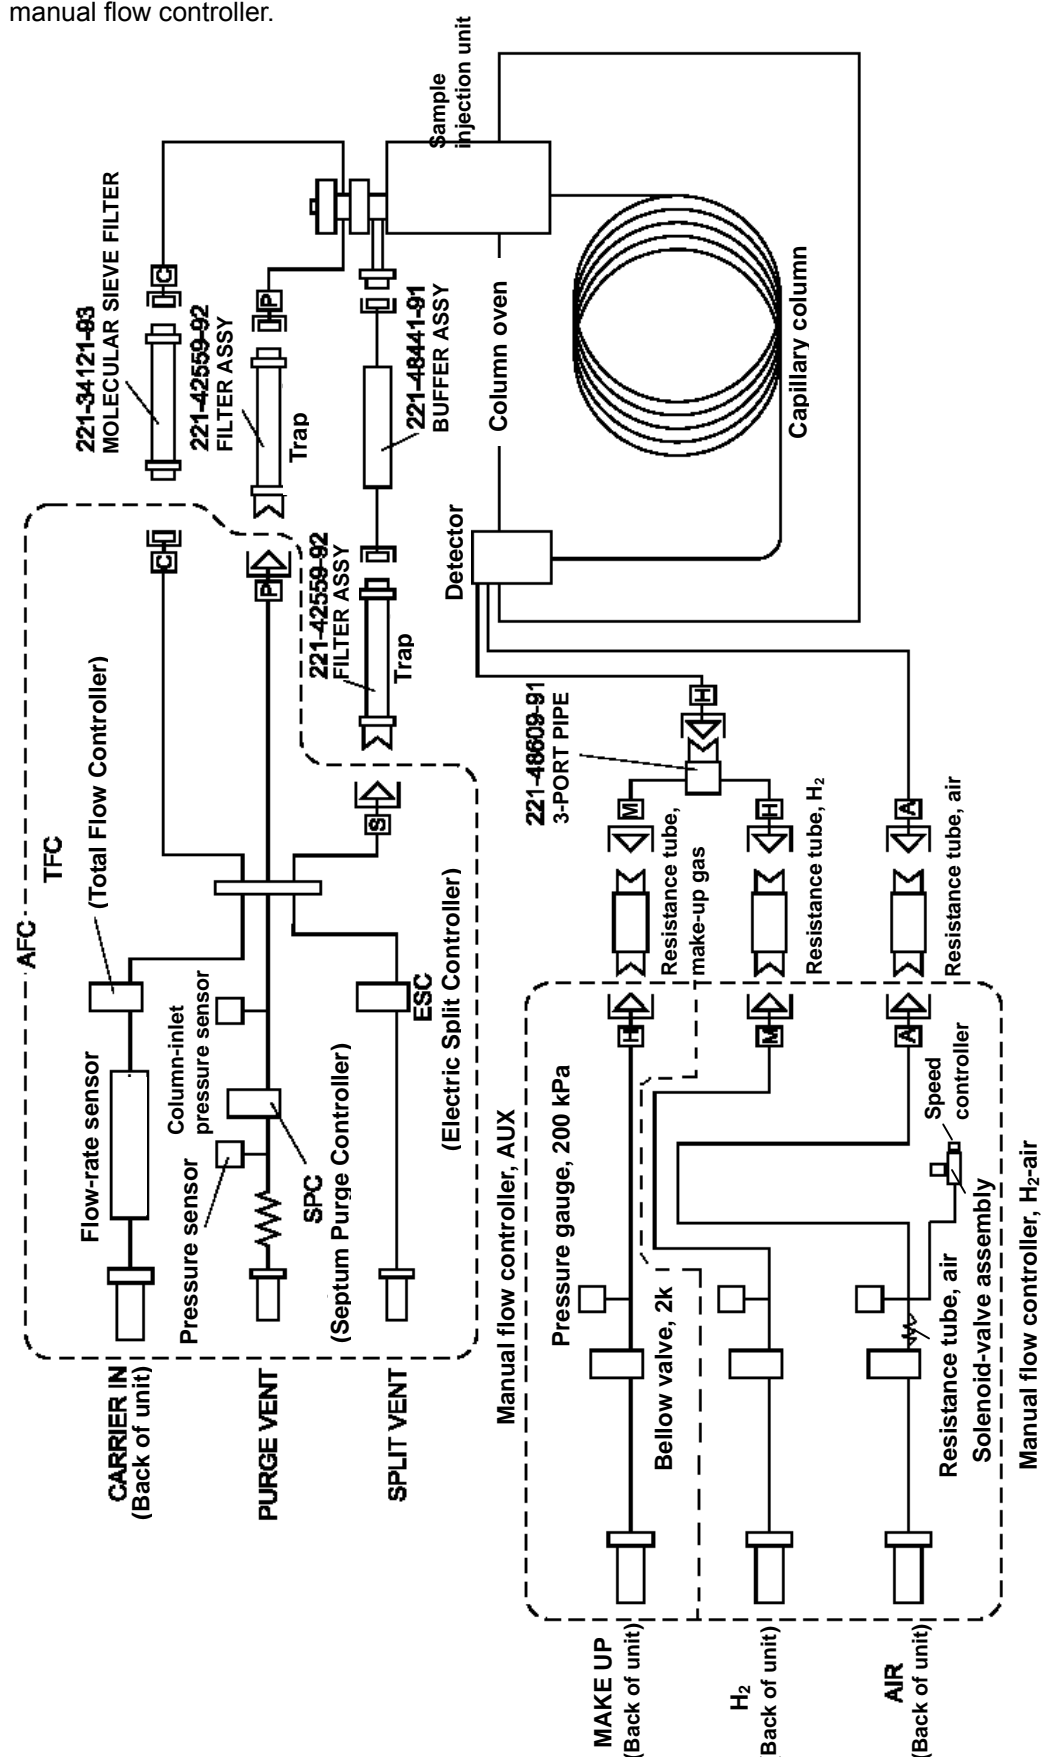 manual flow controller.
Sample
injection unit
221-34121-93
MOLECULAR SIEVE FILTER
C
221-42559-92
FILTER ASSY
P
Trap
221-48441-91
BUFFER ASSY
Column oven
Capillary column
Detector
C
P
221-42559-92
FILTER ASSY
Trap
221-48609-91
3-PORT PIPE
H
AFC
TFC
(Total Flow Controller)
S
M
H
A
Resistance tube,
make-up gas
Resistance tube, H₂
Resistance tube, air
Flow-rate sensor
Column-inlet
pressure sensor
Pressure sensor
SPC
(Septum Purge Controller)
ESC
(Electric Split Controller)
CARRIER IN
(Back of unit)
PURGE VENT
SPLIT VENT
Manual flow controller, AUX
Pressure gauge, 200 kPa
Bellow valve, 2k
H
M
A
Speed
controller
Resistance tube, air
Solenoid-valve assembly
Manual flow controller, H₂-air
MAKE UP
(Back of unit)
H₂
(Back of unit)
AIR
(Back of unit)